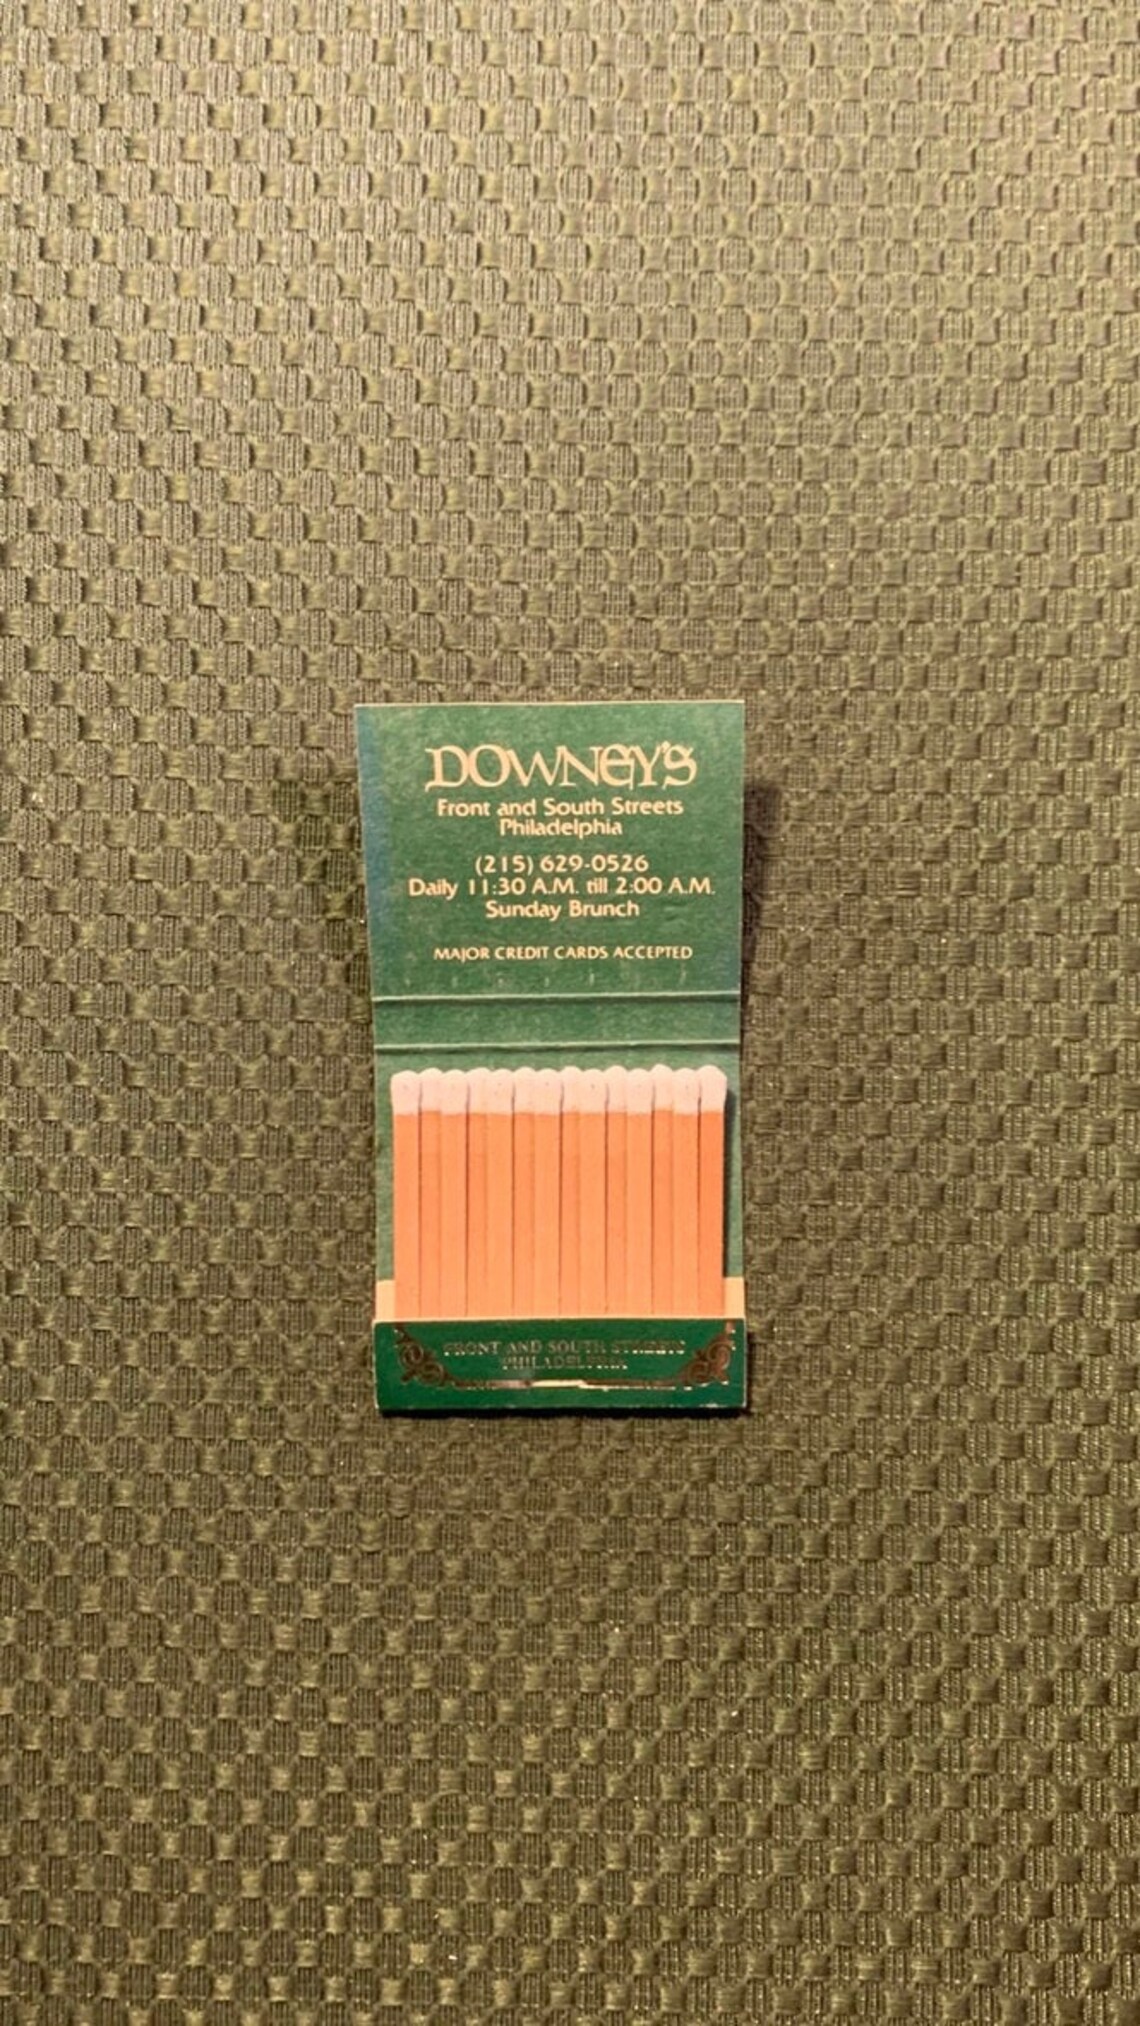 DOWNEY'S
Front and South Streets
Philadelphia
(215) 629-0526
Daily 11:30 A.M. till 2:00 A.M.
Sunday Brunch
MAJOR CREDIT CARDS ACCEPTED
FRONT AND SOUTH STREETS
PHILADELPHIA